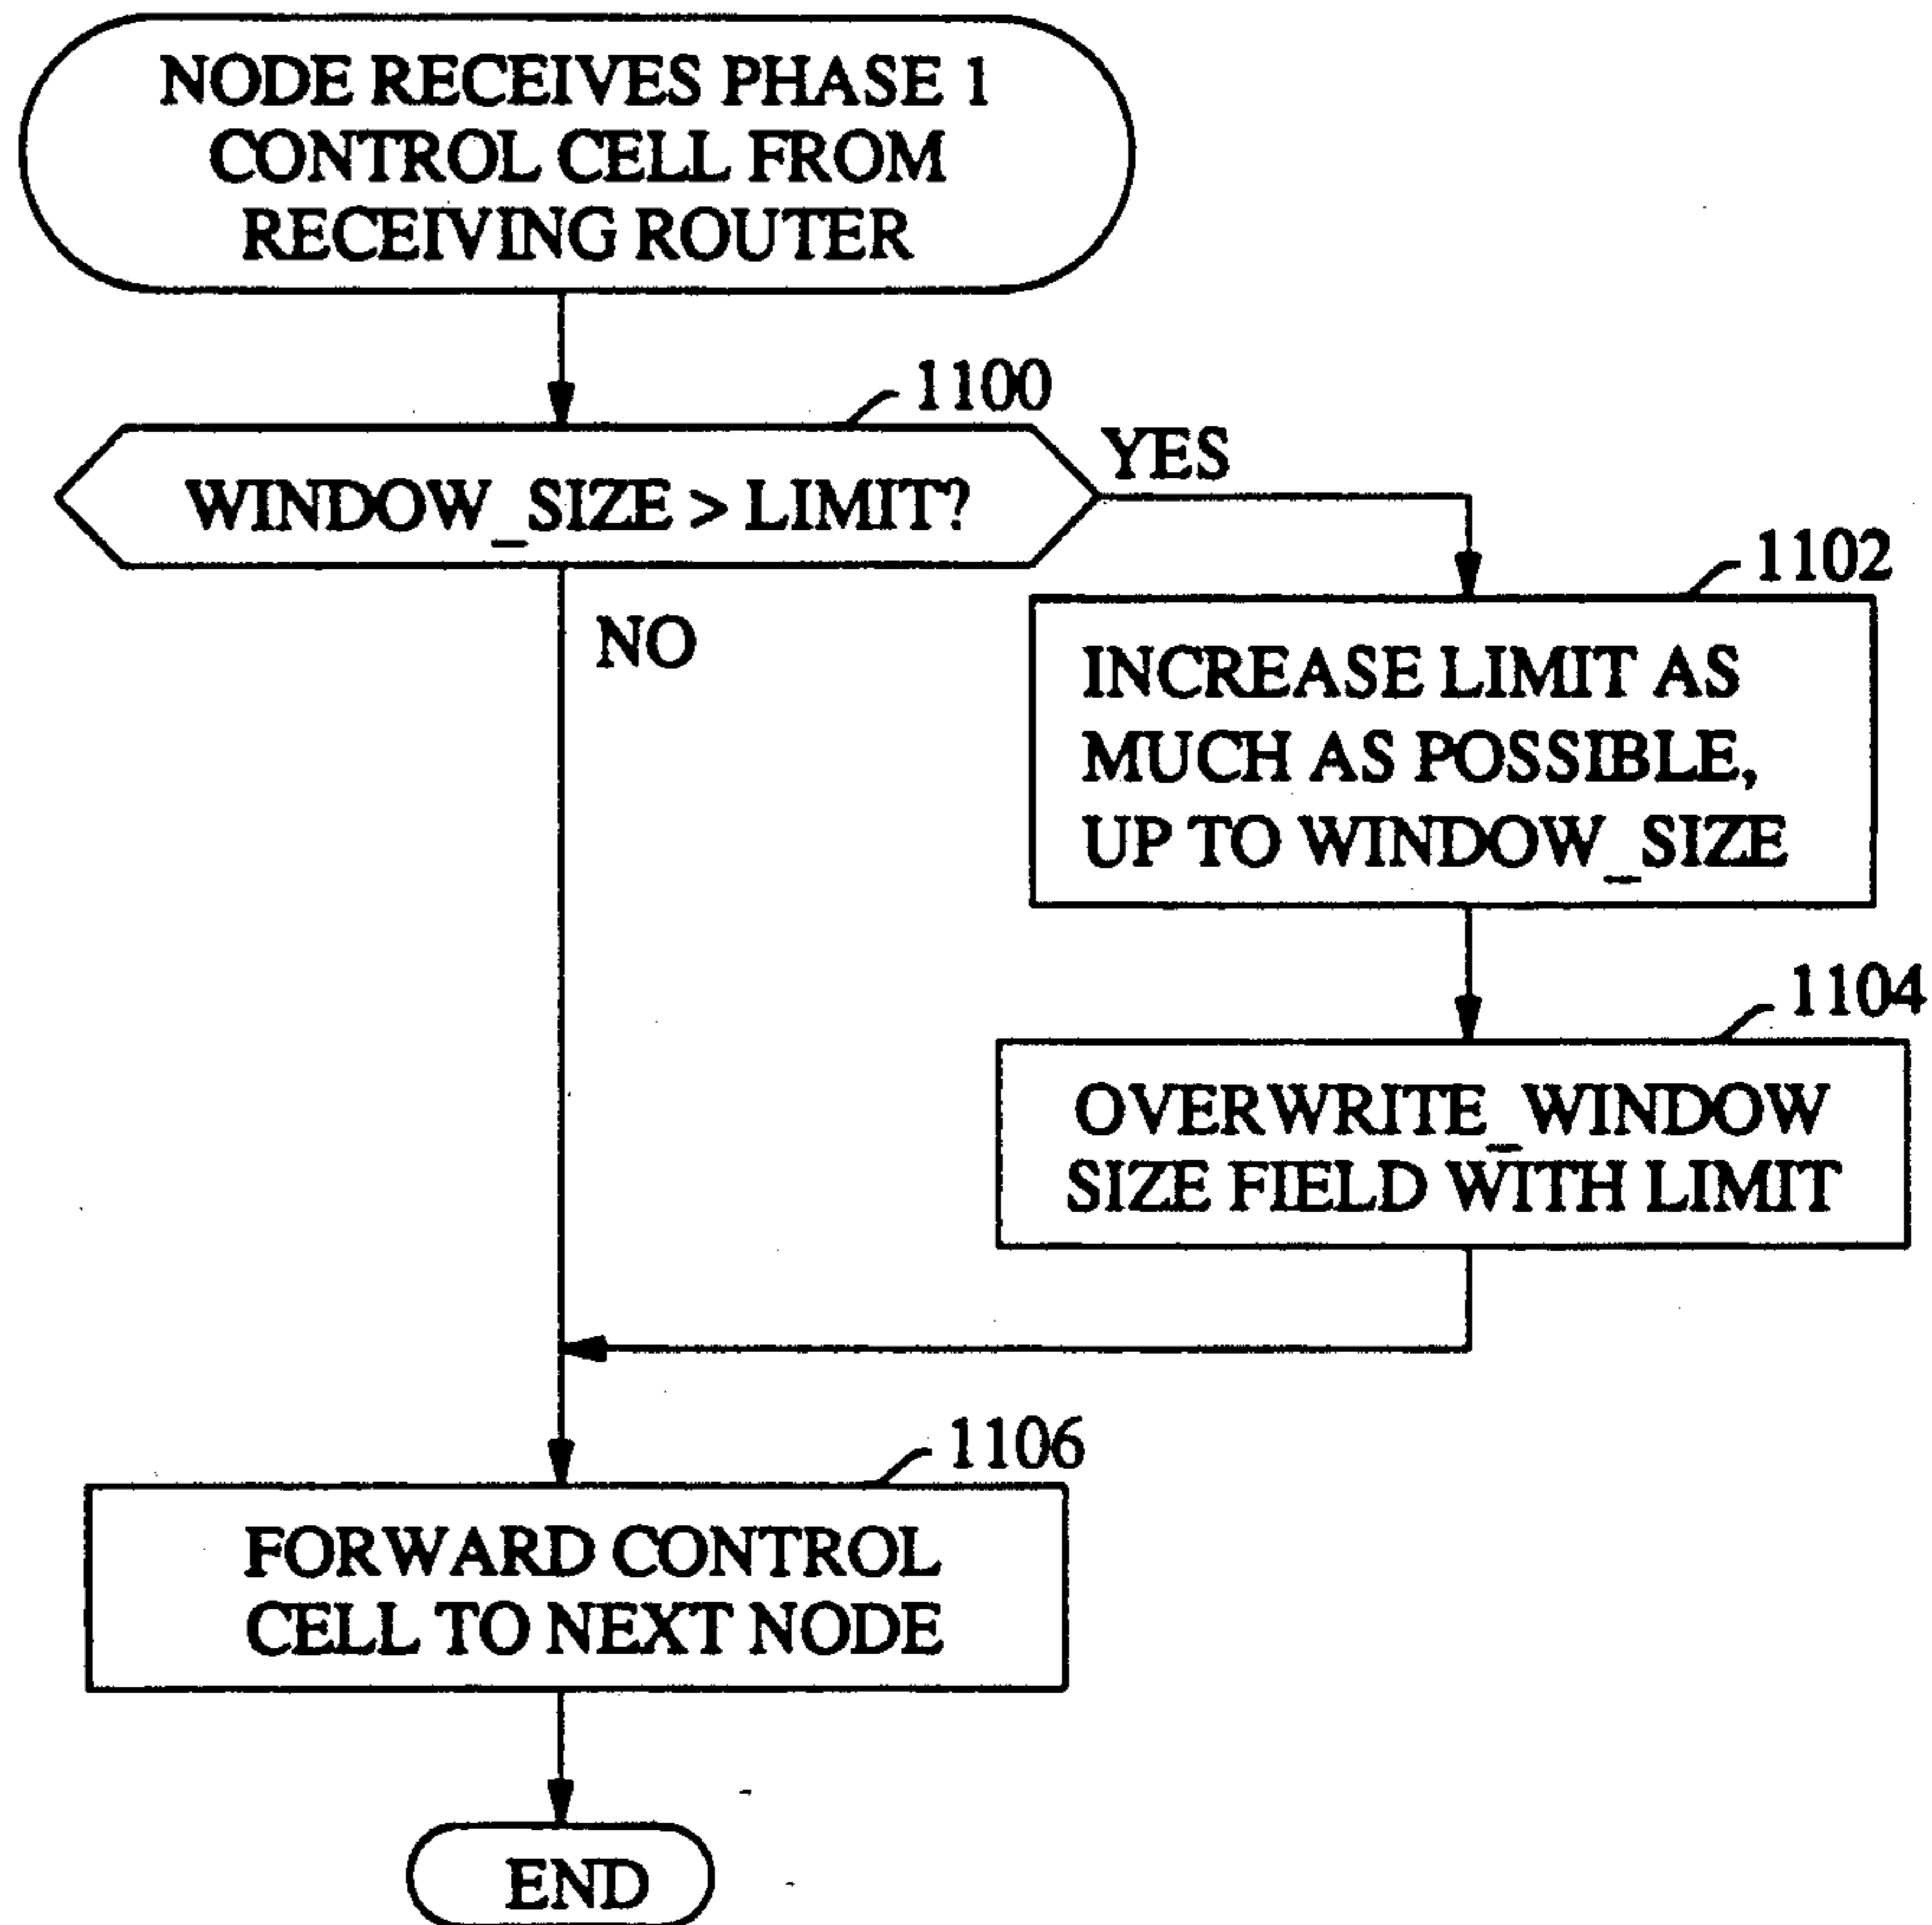 NODE RECEIVES PHASE 1
CONTROL CELL FROM
RECEIVING ROUTER
1100
WINDOW_SIZE > LIMIT?
YES
NO
1102
INCREASE LIMIT AS
MUCH AS POSSIBLE,
UP TO WINDOW_SIZE
1104
OVERWRITE_WINDOW
SIZE FIELD WITH LIMIT
1106
FORWARD CONTROL
CELL TO NEXT NODE
END